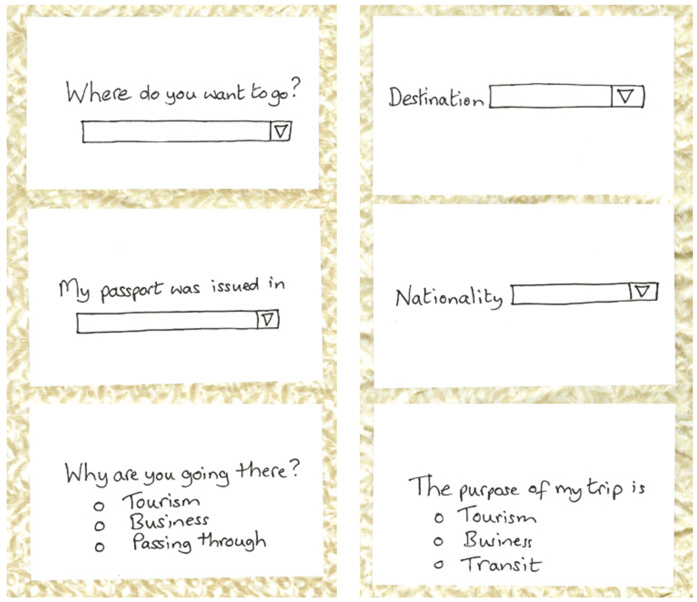 Where do you want to go?
My passport was issued in
Why are you going there?
Tourism
Business
Passing through
Destination
Nationality
The purpose of my trip is
Tourism
Business
Transit